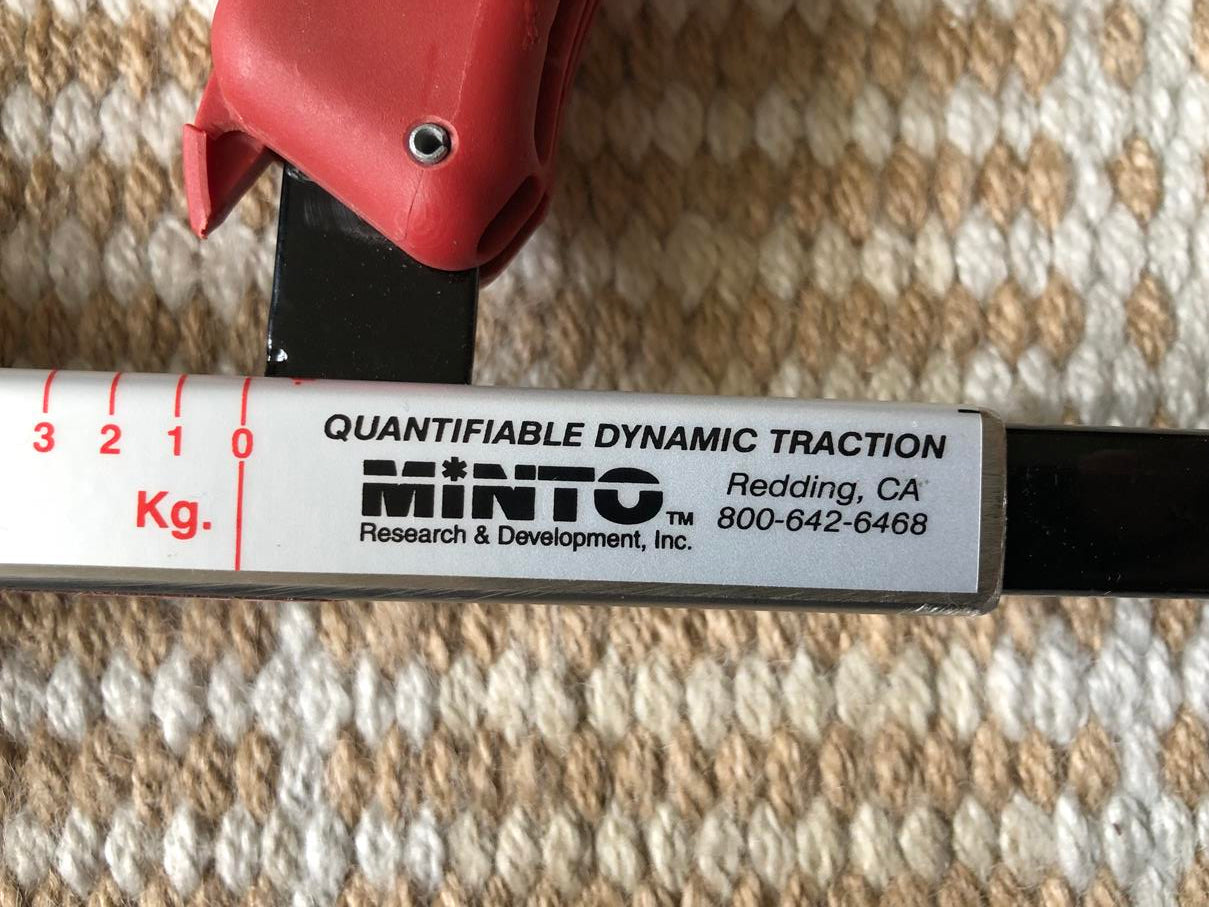 QUANTIFIABLE DYNAMIC TRACTION
MiNTO™
Research & Development, Inc.
Redding, CA
800-642-6468
3 2 1 0
Kg.